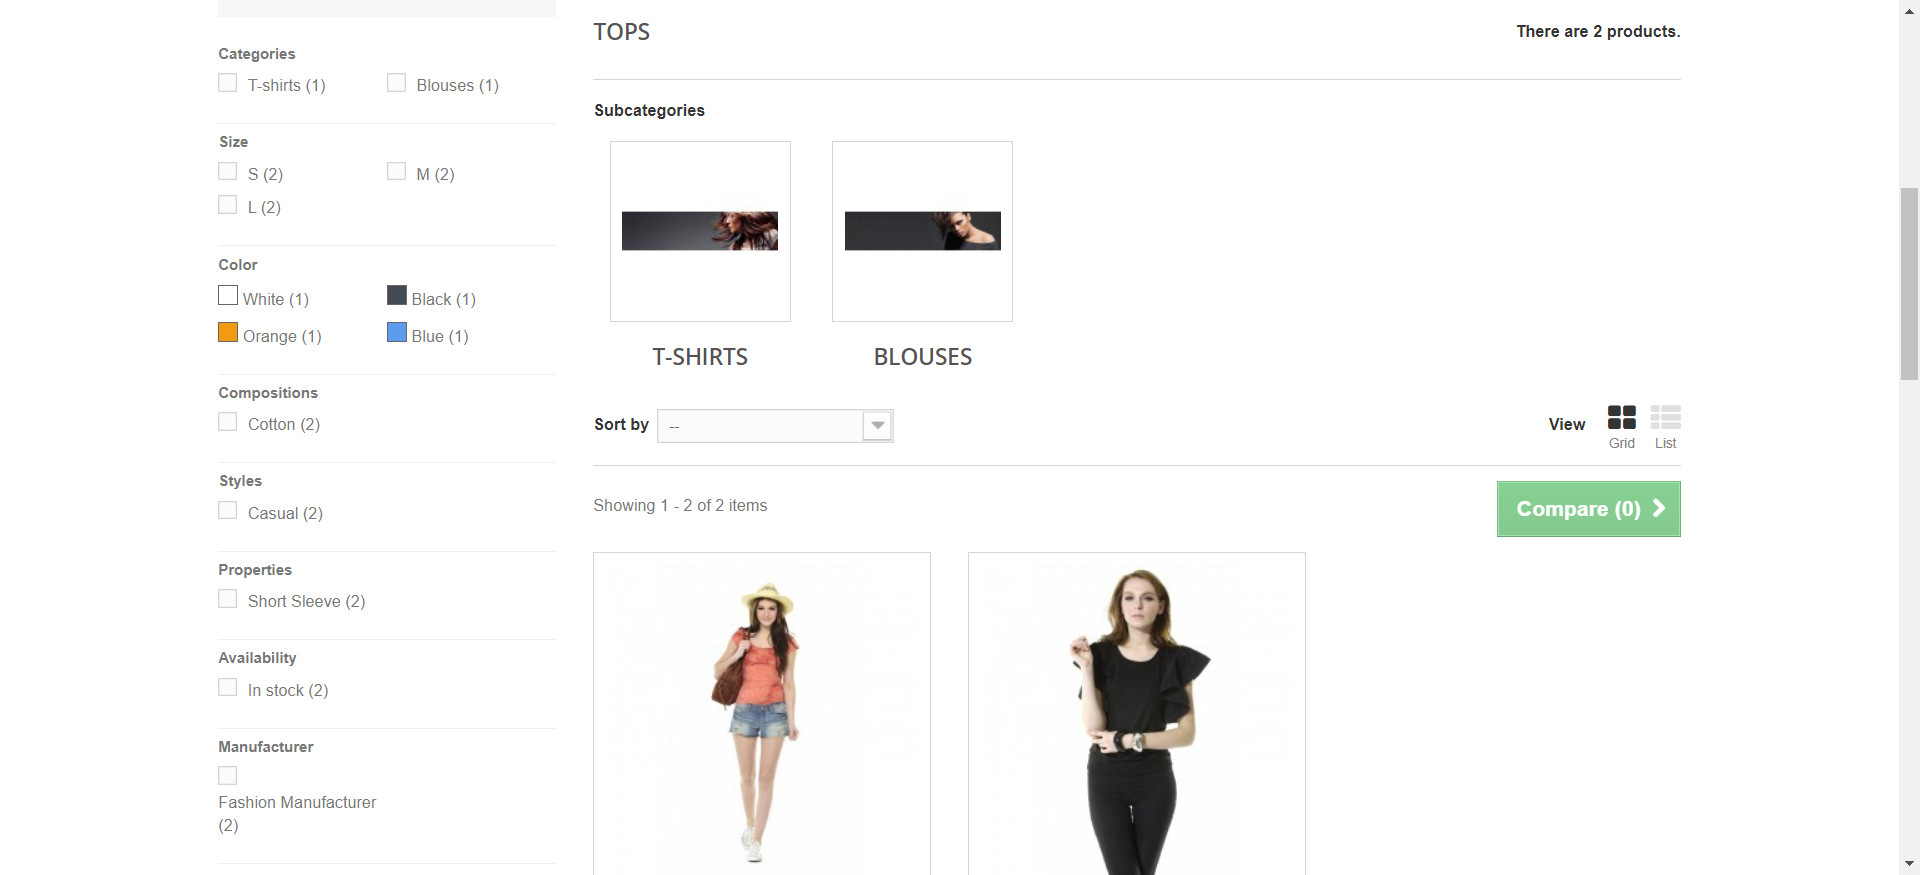 Categories
T-shirts (1)
Blouses (1)
Size
S (2)
M (2)
L (2)
Color
White (1)
Black (1)
Orange (1)
Blue (1)
Compositions
Cotton (2)
Styles
Casual (2)
Properties
Short Sleeve (2)
Availability
In stock (2)
Manufacturer
Fashion Manufacturer
(2)
TOPS
There are 2 products.
Subcategories
T-SHIRTS
BLOUSES
Sort by
--
View
Grid
List
Showing 1 - 2 of 2 items
Compare (0)